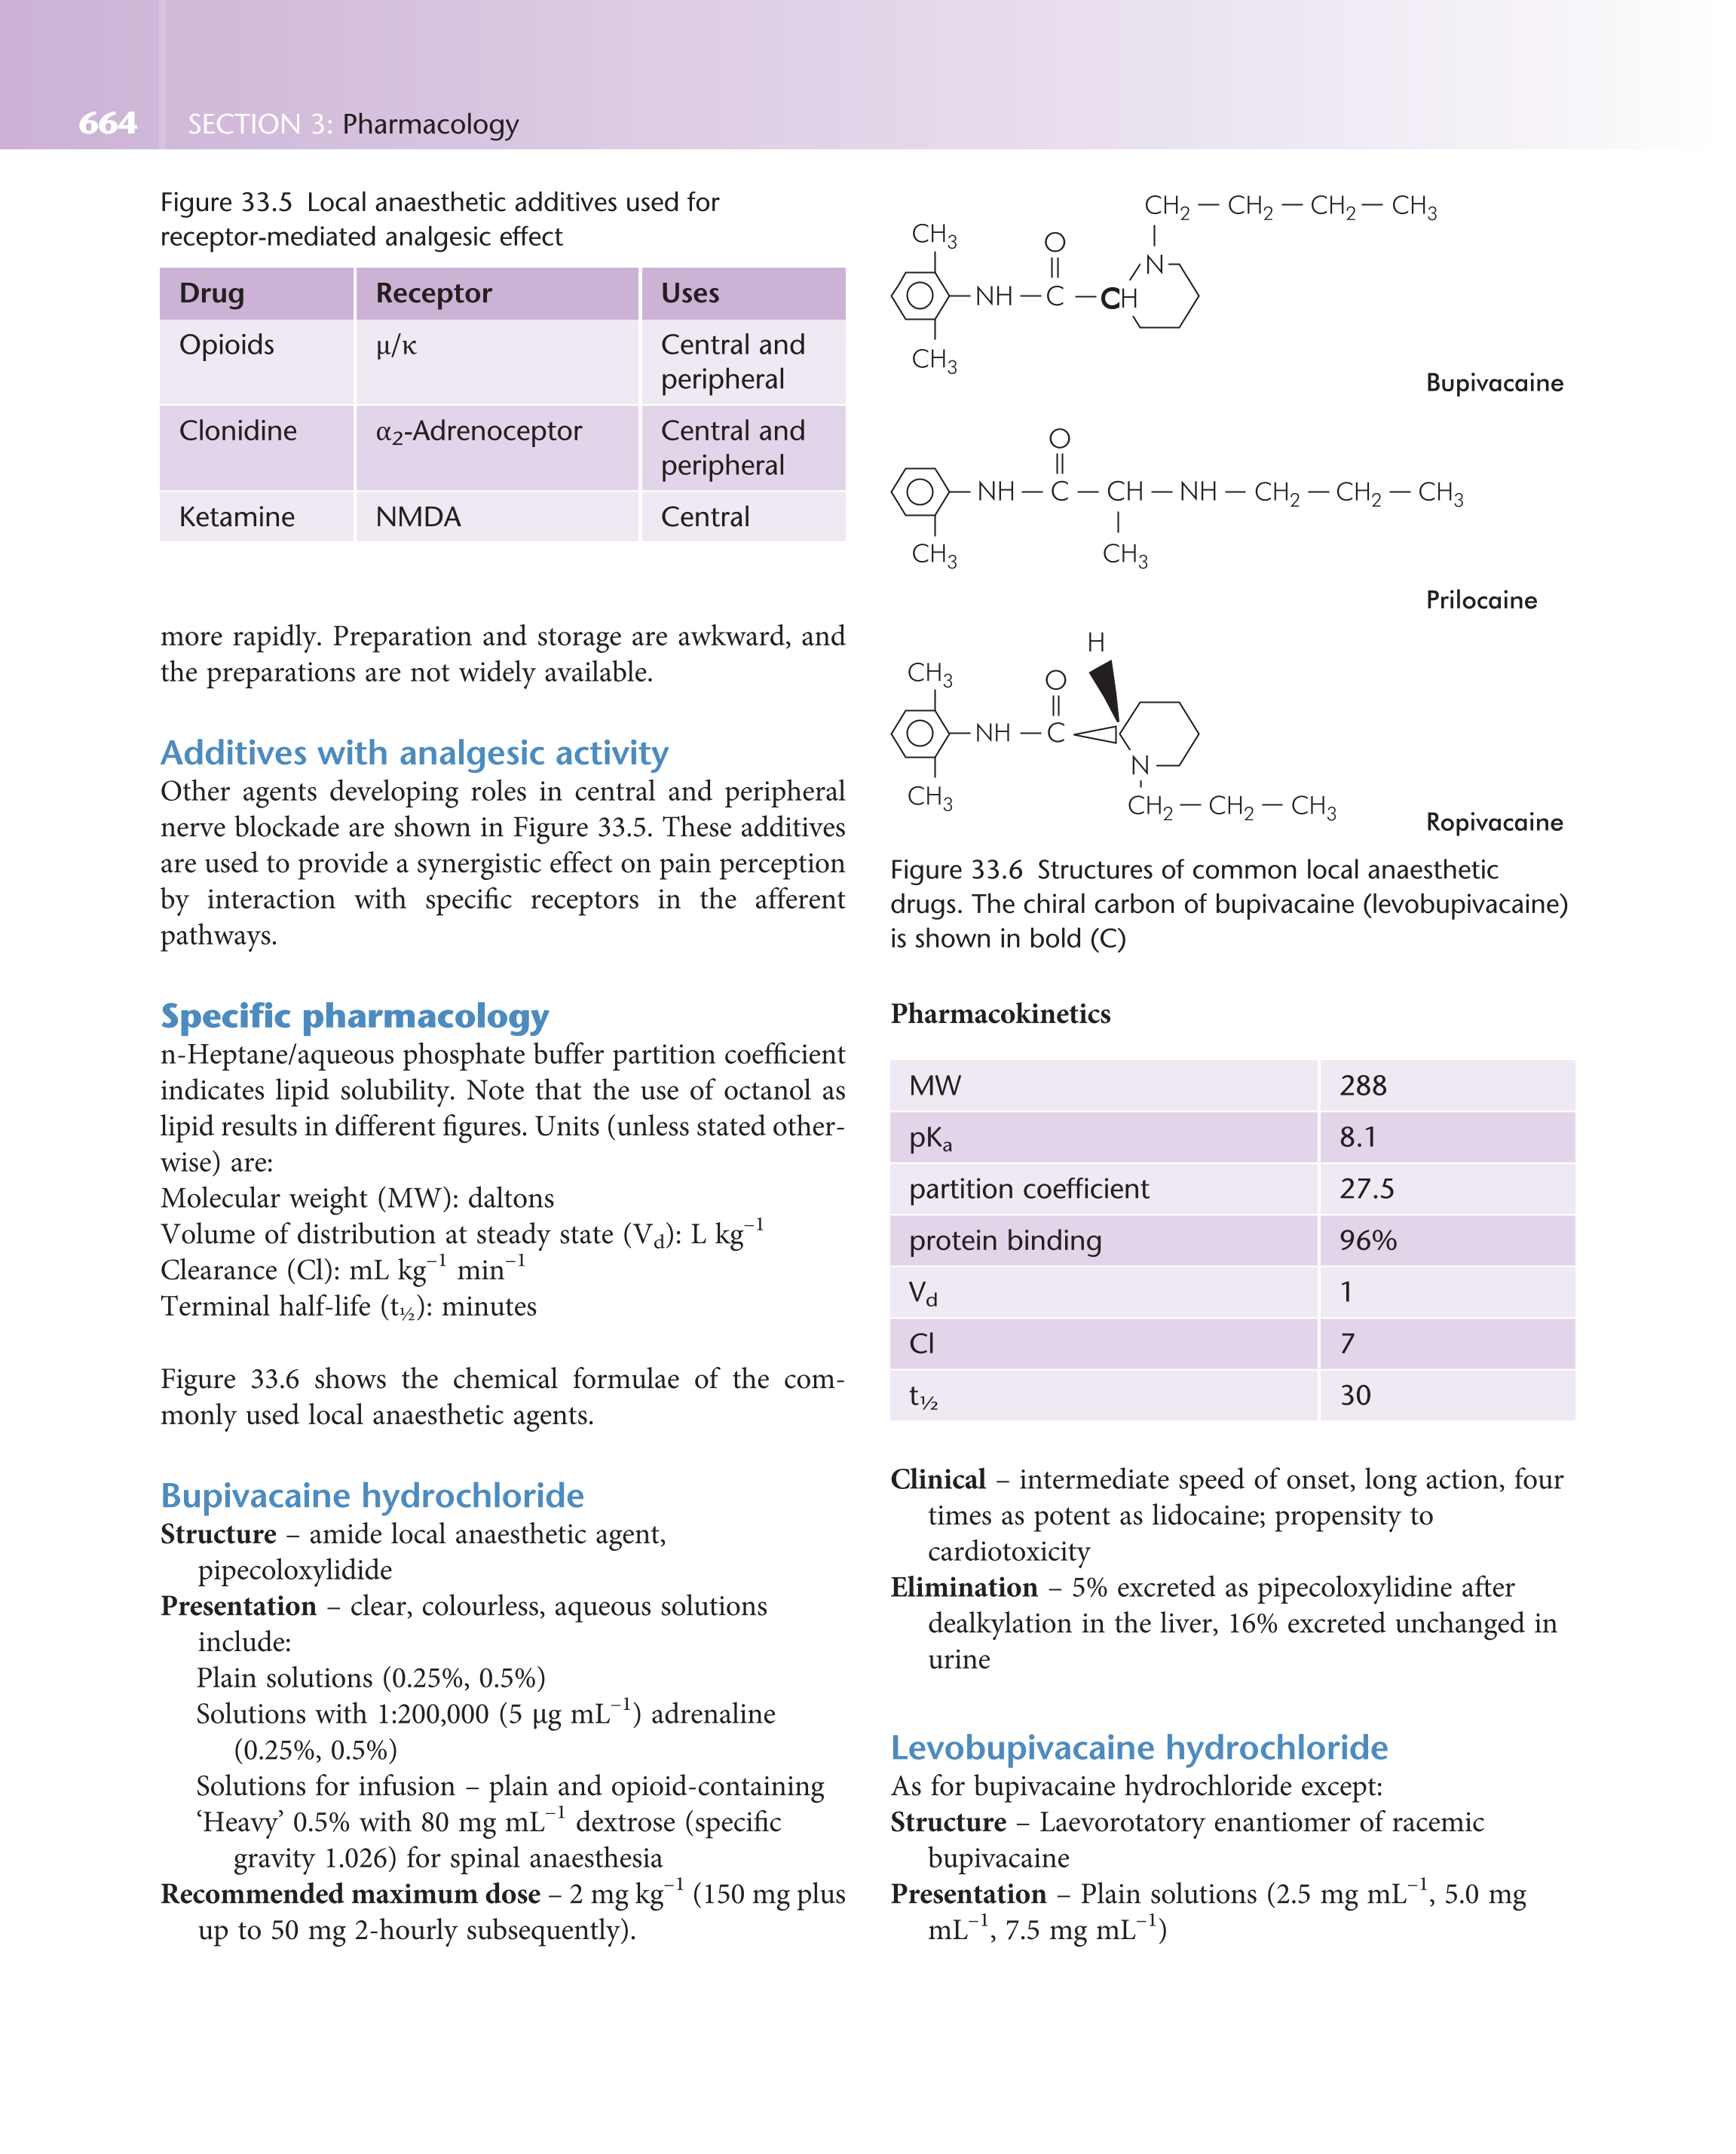 664 SECTION 3: Pharmacology
Figure 33.5 Local anaesthetic additives used for
receptor-mediated analgesic effect
Drug Receptor Uses
Opioids μ/κ Central and
peripheral
Clonidine α₂-Adrenoceptor Central and
peripheral
Ketamine NMDA Central
more rapidly. Preparation and storage are awkward, and
the preparations are not widely available.
Additives with analgesic activity
Other agents developing roles in central and peripheral
nerve blockade are shown in Figure 33.5. These additives
are used to provide a synergistic effect on pain perception
by interaction with specific receptors in the afferent
pathways.
Specific pharmacology
n-Heptane/aqueous phosphate buffer partition coefficient
indicates lipid solubility. Note that the use of octanol as
lipid results in different figures. Units (unless stated other-
wise) are:
Molecular weight (MW): daltons
Volume of distribution at steady state (V_d): L kg⁻¹
Clearance (Cl): mL kg⁻¹ min⁻¹
Terminal half-life (t½): minutes
Figure 33.6 shows the chemical formulae of the com-
monly used local anaesthetic agents.
Bupivacaine hydrochloride
Structure – amide local anaesthetic agent,
pipecoloxylidide
Presentation – clear, colourless, aqueous solutions
include:
Plain solutions (0.25%, 0.5%)
Solutions with 1:200,000 (5 μg mL⁻¹) adrenaline
(0.25%, 0.5%)
Solutions for infusion – plain and opioid-containing
‘Heavy’ 0.5% with 80 mg mL⁻¹ dextrose (specific
gravity 1.026) for spinal anaesthesia
Recommended maximum dose – 2 mg kg⁻¹ (150 mg plus
up to 50 mg 2-hourly subsequently).
CH₂ — CH₂ — CH₂ — CH₃
CH₃ O
N
NH — C — CH
CH₃
Bupivacaine
O
NH — C — CH — NH — CH₂ — CH₂ — CH₃
CH₃ CH₃
Prilocaine
H
CH₃ O
NH — C
N
CH₃ CH₂ — CH₂ — CH₃
Ropivacaine
Figure 33.6 Structures of common local anaesthetic
drugs. The chiral carbon of bupivacaine (levobupivacaine)
is shown in bold (C)
Pharmacokinetics
MW 288
pKₐ 8.1
partition coefficient 27.5
protein binding 96%
V_d 1
Cl 7
t½ 30
Clinical – intermediate speed of onset, long action, four
times as potent as lidocaine; propensity to
cardiotoxicity
Elimination – 5% excreted as pipecoloxylidine after
dealkylation in the liver, 16% excreted unchanged in
urine
Levobupivacaine hydrochloride
As for bupivacaine hydrochloride except:
Structure – Laevorotatory enantiomer of racemic
bupivacaine
Presentation – Plain solutions (2.5 mg mL⁻¹, 5.0 mg
mL⁻¹, 7.5 mg mL⁻¹)